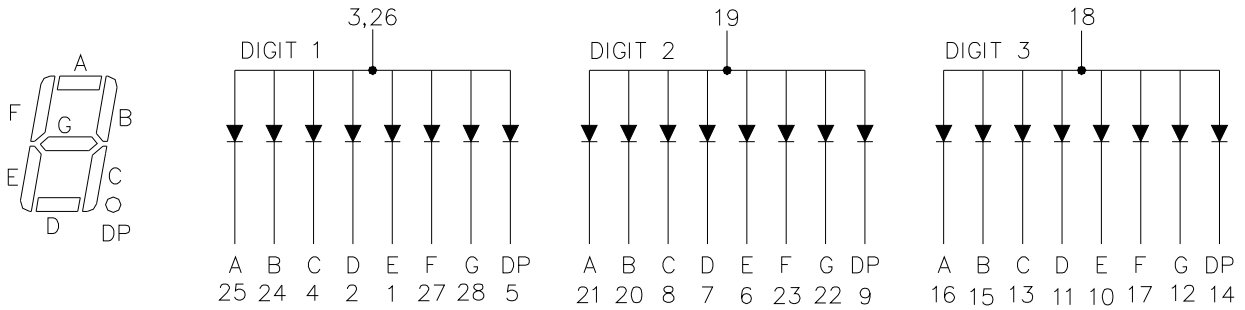 3,26 19 18
DIGIT 1 DIGIT 2 DIGIT 3
A
F G B
E C
D
DP
A B C D E F G DP A B C D E F G DP A B C D E F G DP
25 24 4 2 1 27 28 5 21 20 8 7 6 23 22 9 16 15 13 11 10 17 12 14